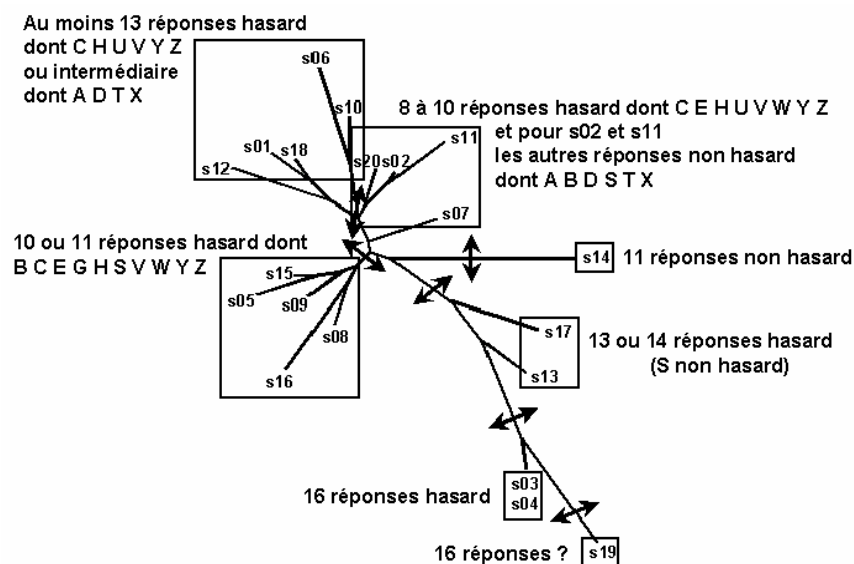 Au moins 13 réponses hasard
dont C H U V Y Z
ou intermédiaire
dont A D T X
s06
s10
8 à 10 réponses hasard dont C E H U V W Y Z
et pour s02 et s11
les autres réponses non hasard
dont A B D S T X
s01
s18
s12
s20
s02
s11
s07
10 ou 11 réponses hasard dont
B C E G H S V W Y Z
s14
11 réponses non hasard
s15
s05
s09
s08
s16
s17
s13
13 ou 14 réponses hasard
(S non hasard)
16 réponses hasard
s03
s04
16 réponses ?
s19